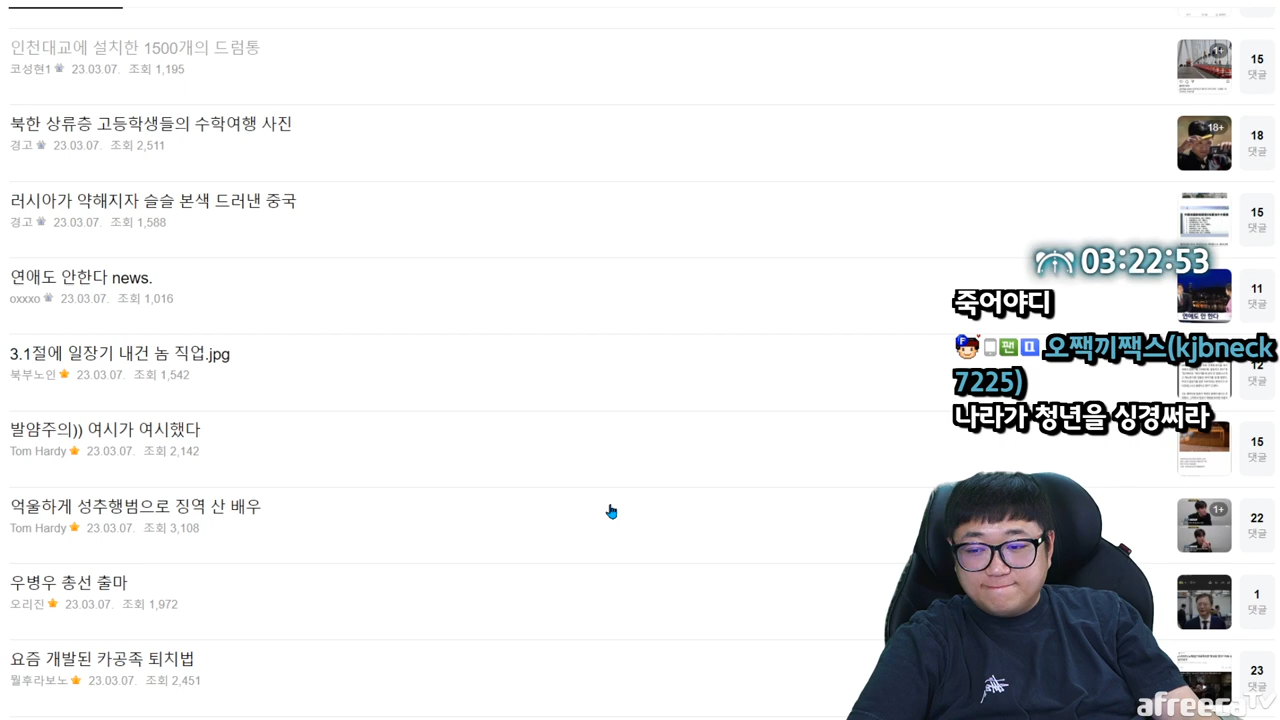 인천대교에 설치한 1500개의 드럼통
코성현1 23.03.07. 조회 1,195
15
댓글
북한 상류층 고등학생들의 수학여행 사진
경고 23.03.07. 조회 2,511
18+
18
댓글
러시아가 약해지자 슬슬 본색 드러낸 중국
경고 23.03.07. 조회 1,588
15
댓글
03:22:53
연애도 안한다 news.
oxxxo 23.03.07. 조회 1,016
연애도 안 한다
11
댓글
죽어야디
3.1절에 일장기 내건 놈 직업.jpg
북부노인 23.03.07. 조회 1,542
12
댓글
팬
오짹끼짹스(kjbneck
7225)
나라가 청년을 싱경써라
발암주의)) 여시가 여시했다
Tom Hardy 23.03.07. 조회 2,142
15
댓글
억울하게 성추행범으로 징역 산 배우
Tom Hardy 23.03.07. 조회 3,108
1+
22
댓글
우병우 총선 출마
오리진 23.03.07. 조회 1,972
1
댓글
요즘 개발된 카공족 퇴치법
뭘후라보노 23.03.07. 조회 2,451
23
댓글
afreecaTV